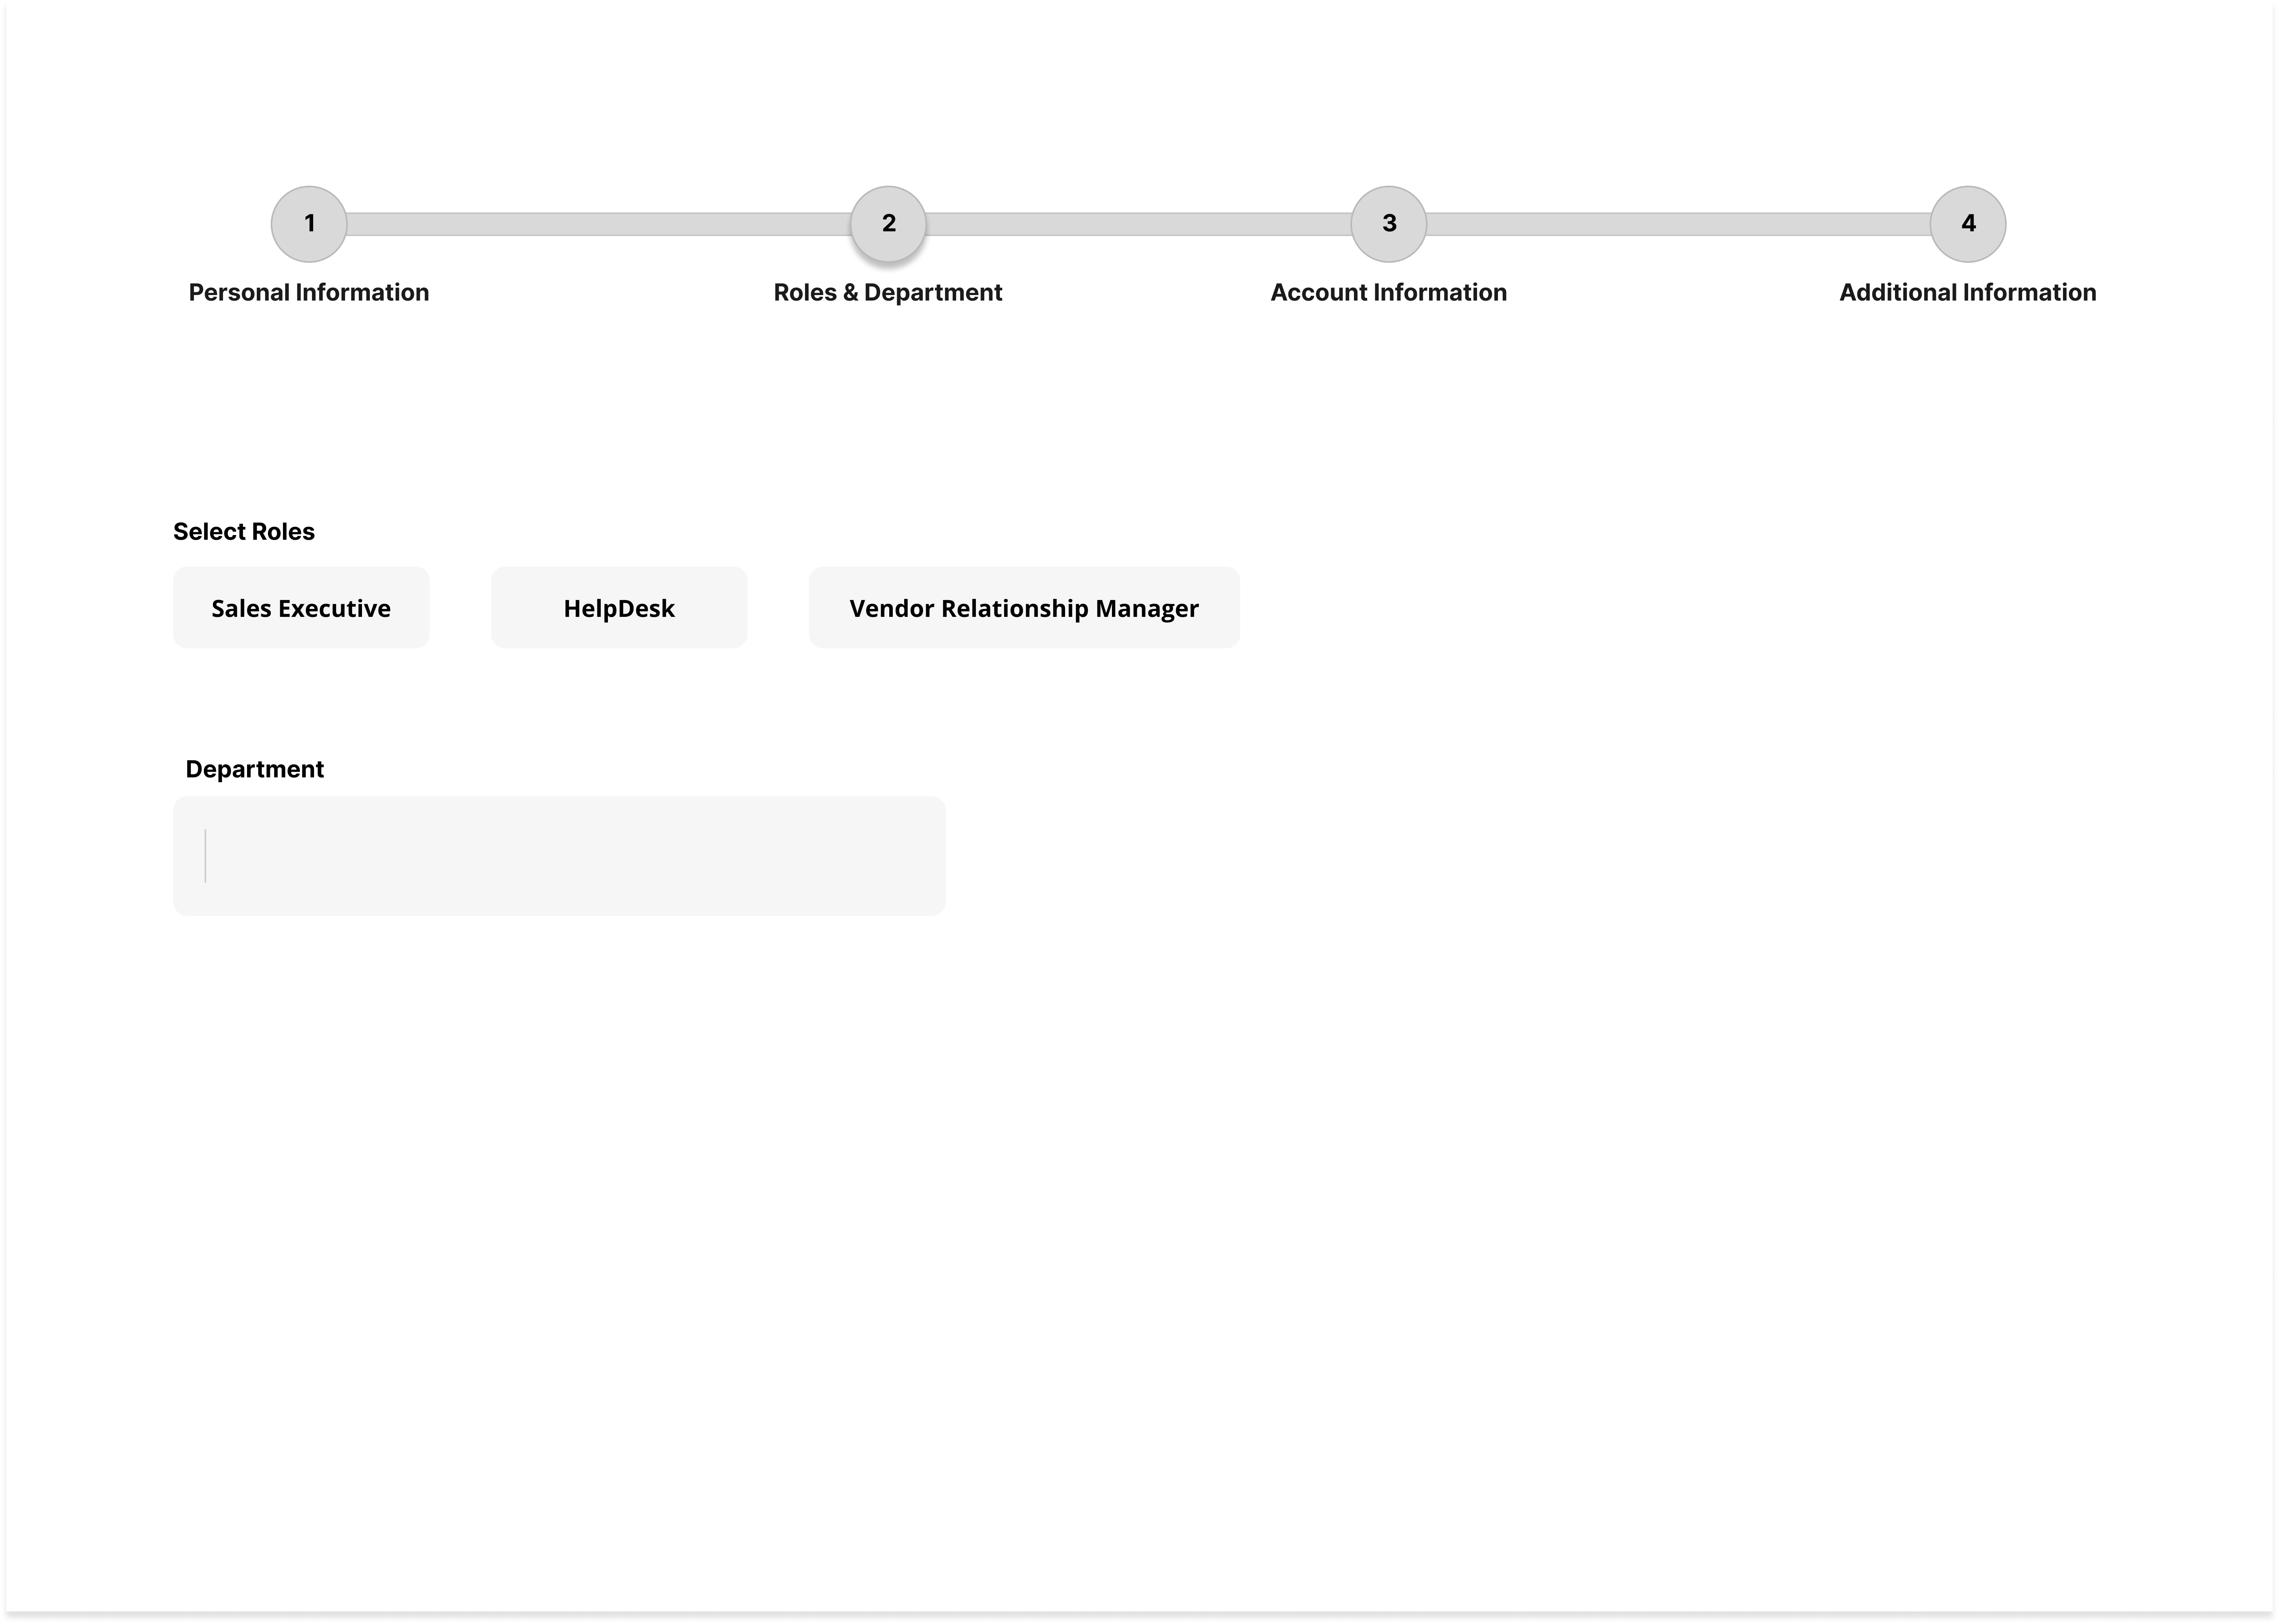 1 2 3 4
Personal Information Roles & Department Account Information Additional Information
Select Roles
Sales Executive HelpDesk Vendor Relationship Manager
Department